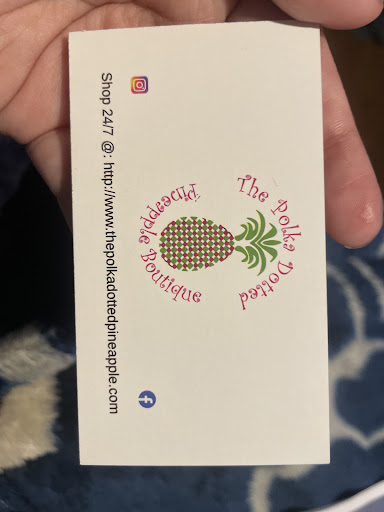 The Polka Dotted
Pineapple Boutique
Shop 24/7 @: http://www.thepolkadottedpineapple.com